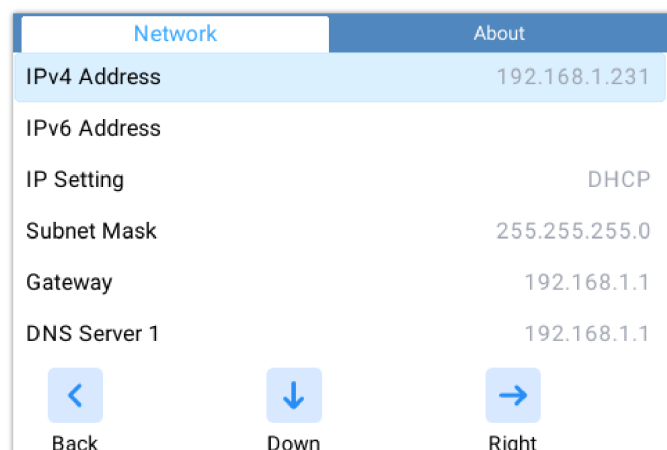 Network About
IPv4 Address 192.168.1.231
IPv6 Address
IP Setting DHCP
Subnet Mask 255.255.255.0
Gateway 192.168.1.1
DNS Server 1 192.168.1.1
Back Down Right